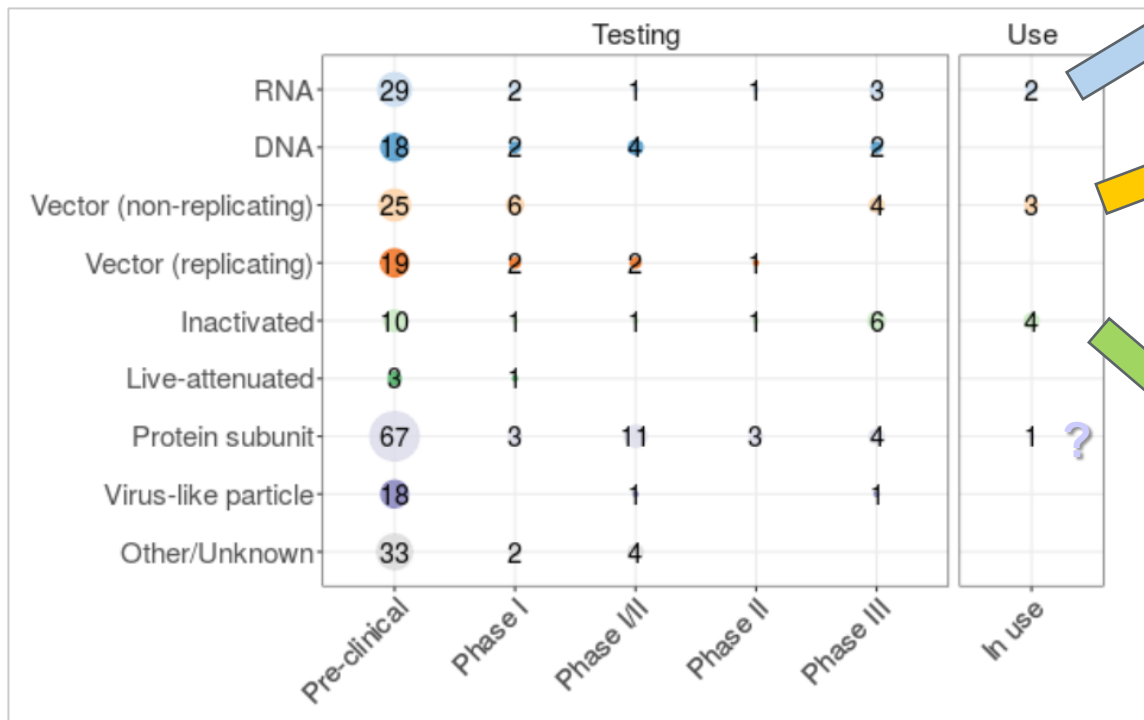 Testing Use
RNA 29 2 1 1 3 2
DNA 18 2 4 2
Vector (non-replicating) 25 6 4 3
Vector (replicating) 19 2 2 1
Inactivated 10 1 1 1 6 4
Live-attenuated 3 1
Protein subunit 67 3 11 3 4 1 ?
Virus-like particle 18 1 1
Other/Unknown 33 2 4
Pre-clinical Phase I Phase I/II Phase II Phase III In use